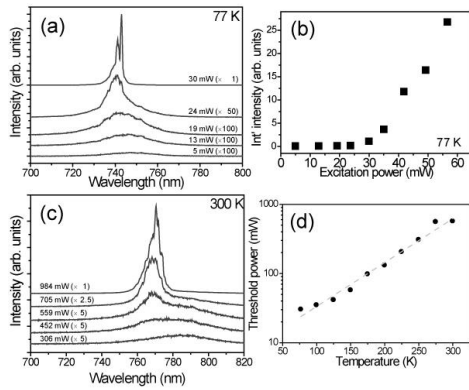 (a)
77 K
Intensity (arb. units)
30 mW (× 1)
24 mW (× 50)
19 mW (×100)
13 mW (×100)
5 mW (×100)
700 720 740 760 780 800
Wavelength (nm)
(b)
Int' intensity (arb. units)
30
25
20
15
10
5
0
77 K
0 10 20 30 40 50 60
Excitation power (mW)
(c)
300 K
Intensity (arb. units)
984 mW (× 1)
705 mW (× 2.5)
559 mW (× 5)
452 mW (× 5)
306 mW (× 5)
700 720 740 760 780 800 820
Wavelength (nm)
(d)
Threshold power (mW)
1000
100
10
50 100 150 200 250 300
Temperature (K)